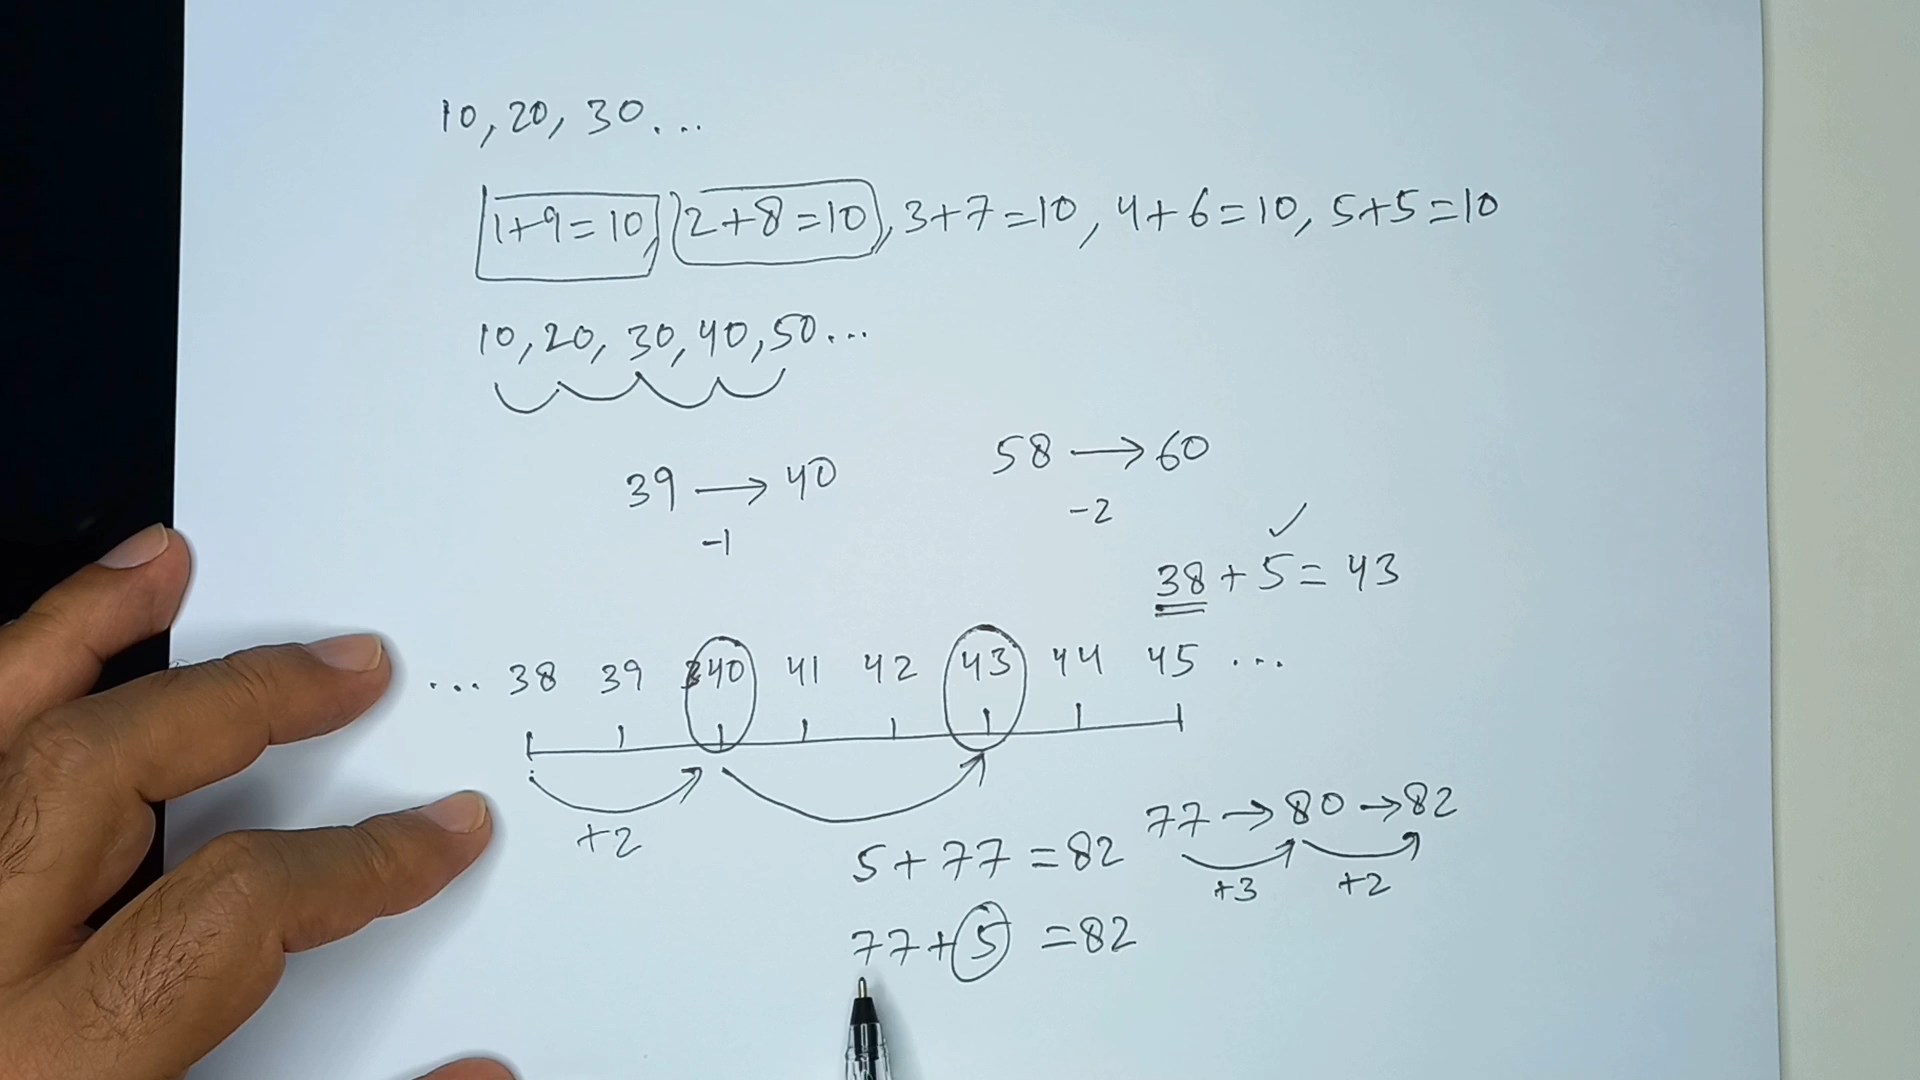 10, 20, 30...
1+9=10, 2+8=10, 3+7=10, 4+6=10, 5+5=10
10, 20, 30, 40, 50...
39 → 40
-1
58 → 60
-2
✓
38 + 5 = 43
... 38 39 40 41 42 43 44 45 ...
+2
77 → 80 → 82
+3 +2
5 + 77 = 82
77 + 5 = 82